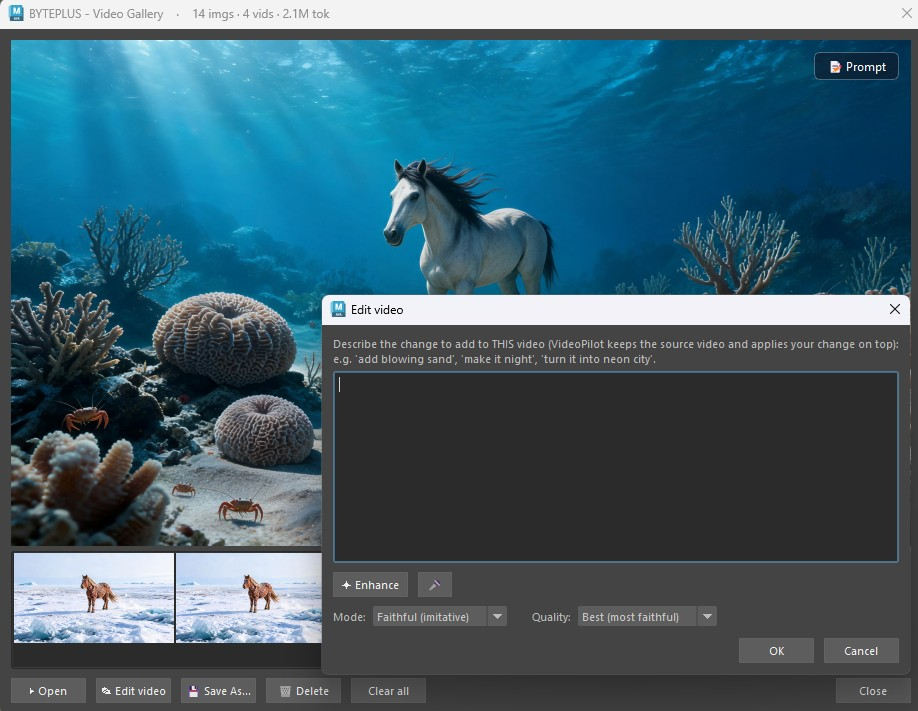 BYTEPLUS - Video Gallery · 14 imgs · 4 vids · 2.1M tok
Prompt
Edit video
Describe the change to add to THIS video (VideoPilot keeps the source video and applies your change on top):
e.g. 'add blowing sand', 'make it night', 'turn it into neon city'.
Enhance
Mode: Faithful (imitative) Quality: Best (most faithful)
OK Cancel
Open Edit video Save As... Delete Clear all Close